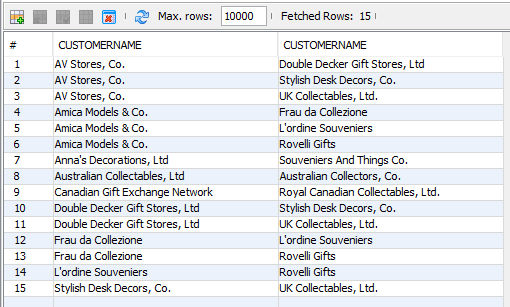 Max. rows: 10000 Fetched Rows: 15
# CUSTOMERNAME CUSTOMERNAME
1 AV Stores, Co. Double Decker Gift Stores, Ltd
2 AV Stores, Co. Stylish Desk Decors, Co.
3 AV Stores, Co. UK Collectables, Ltd.
4 Amica Models & Co. Frau da Collezione
5 Amica Models & Co. L'ordine Souveniers
6 Amica Models & Co. Rovelli Gifts
7 Anna's Decorations, Ltd Souveniers And Things Co.
8 Australian Collectables, Ltd Australian Collectors, Co.
9 Canadian Gift Exchange Network Royal Canadian Collectables, Ltd.
10 Double Decker Gift Stores, Ltd Stylish Desk Decors, Co.
11 Double Decker Gift Stores, Ltd UK Collectables, Ltd.
12 Frau da Collezione L'ordine Souveniers
13 Frau da Collezione Rovelli Gifts
14 L'ordine Souveniers Rovelli Gifts
15 Stylish Desk Decors, Co. UK Collectables, Ltd.